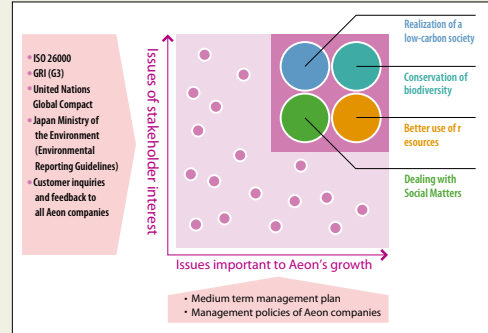 • ISO 26000
• GRI (G3)
• United Nations
Global Compact
• Japan Ministry of
the Environment
(Environmental
Reporting Guidelines)
• Customer inquiries
and feedback to
all Aeon companies
Issues of stakeholder
interest
Realization of a
low-carbon society
Conservation of
biodiversity
Better use of r
esources
Dealing with
Social Matters
Issues important to Aeon's growth
• Medium term management plan
• Management policies of Aeon companies